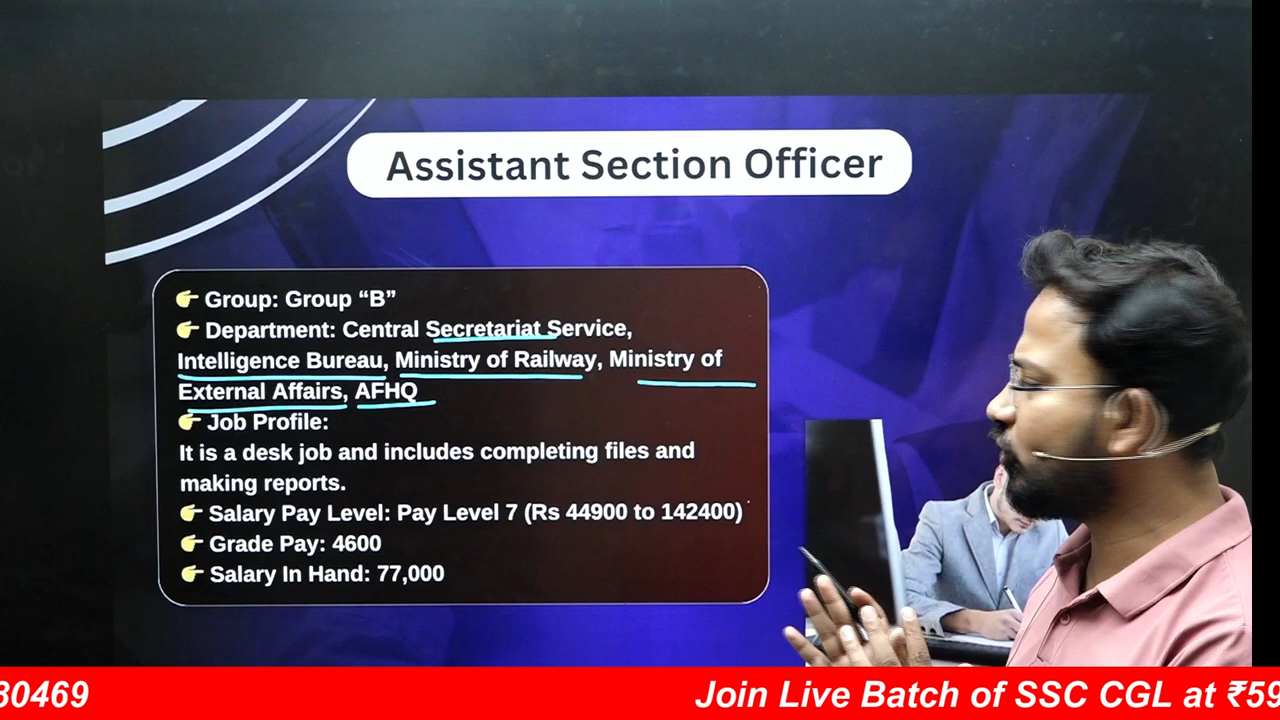 Assistant Section Officer
👉 Group: Group “B”
👉 Department: Central Secretariat Service,
Intelligence Bureau, Ministry of Railway, Ministry of
External Affairs, AFHQ
👉 Job Profile:
It is a desk job and includes completing files and
making reports.
👉 Salary Pay Level: Pay Level 7 (Rs 44900 to 142400)
👉 Grade Pay: 4600
👉 Salary In Hand: 77,000
30469 Join Live Batch of SSC CGL at ₹59